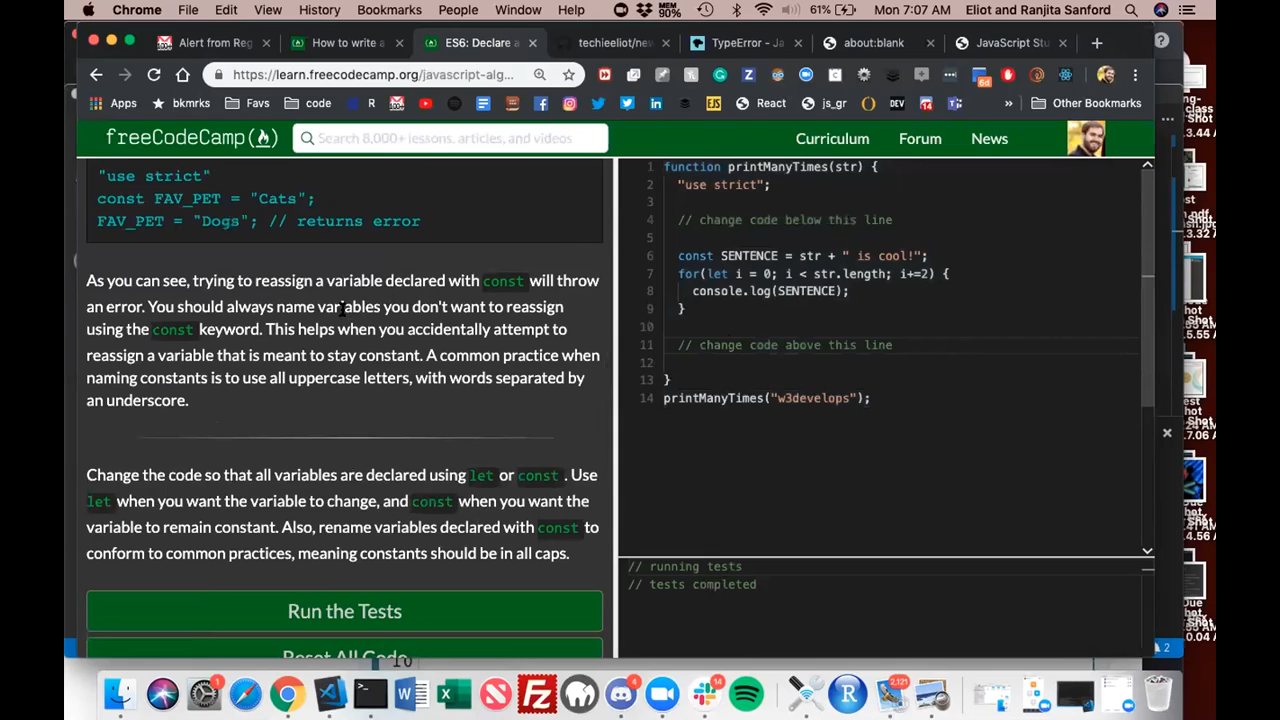 Chrome File Edit View History Bookmarks People Window Help MEM 90% 61% Mon 7:07 AM Eliot and Ranjita Sanford
Alert from Reg How to write a ES6: Declare a techieeliot/nev TypeError - Ja about:blank JavaScript Stu
https://learn.freecodecamp.org/javascript-alg... 6d
Apps bkmrks Favs code R React js_gr DEV 14 » Other Bookmarks
freeCodeCamp Search 8,000+ lessons, articles, and videos Curriculum Forum News
"use strict"
const FAV_PET = "Cats";
FAV_PET = "Dogs"; // returns error
As you can see, trying to reassign a variable declared with const will throw
an error. You should always name variables you don't want to reassign
using the const keyword. This helps when you accidentally attempt to
reassign a variable that is meant to stay constant. A common practice when
naming constants is to use all uppercase letters, with words separated by
an underscore.
Change the code so that all variables are declared using let or const . Use
let when you want the variable to change, and const when you want the
variable to remain constant. Also, rename variables declared with const to
conform to common practices, meaning constants should be in all caps.
Run the Tests
Reset All Code
1 function printManyTimes(str) {
2 "use strict";
3
4 // change code below this line
5
6 const SENTENCE = str + " is cool!";
7 for(let i = 0; i < str.length; i+=2) {
8 console.log(SENTENCE);
9 }
10
11 // change code above this line
12
13 }
14 printManyTimes("w3develops");
// running tests
// tests completed
2